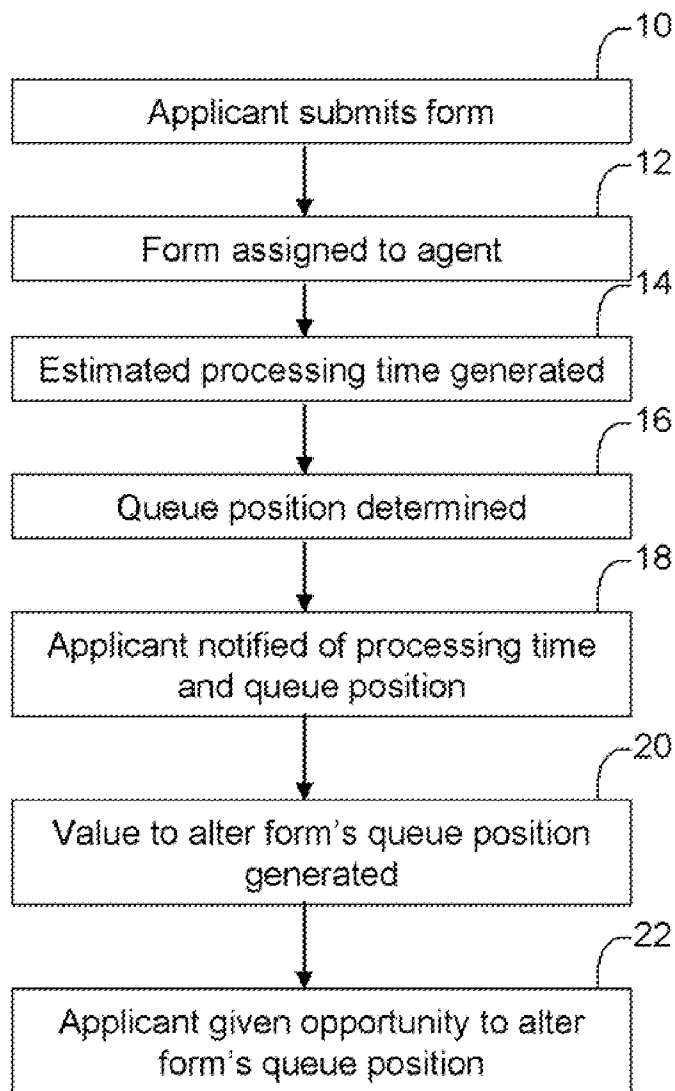 10
Applicant submits form
12
Form assigned to agent
14
Estimated processing time generated
16
Queue position determined
18
Applicant notified of processing time
and queue position
20
Value to alter form's queue position
generated
22
Applicant given opportunity to alter
form's queue position